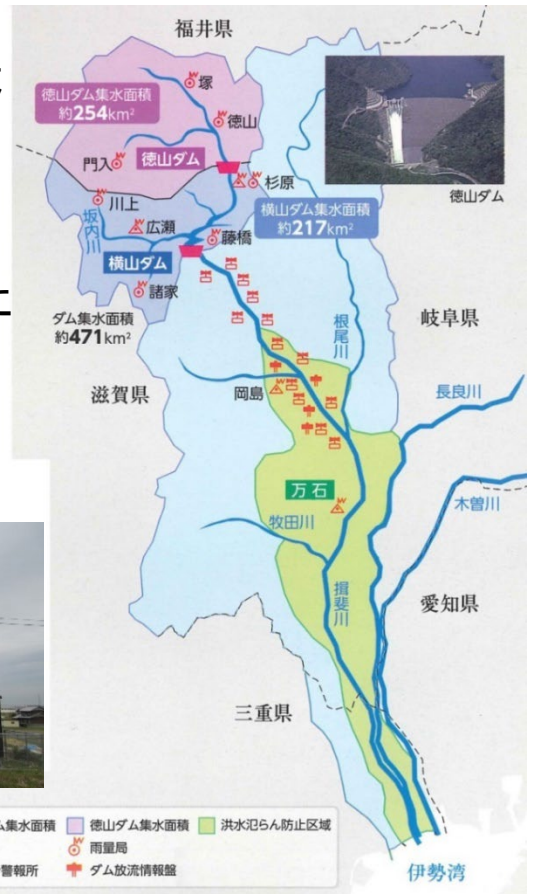 福井県
徳山ダム集水面積
約254km²
塚
徳山
門入
徳山ダム
杉原
徳山ダム
川上
広瀬
坂内川
横山ダム集水面積
約217km²
藤橋
横山ダム
諸家
ダム集水面積
約471km²
根尾川
岐阜県
滋賀県
岡島
長良川
万石
木曽川
牧田川
揖斐川
愛知県
三重県
ム集水面積
徳山ダム集水面積
洪水氾らん防止区域
雨量局
警報所
ダム放流情報盤
伊勢湾